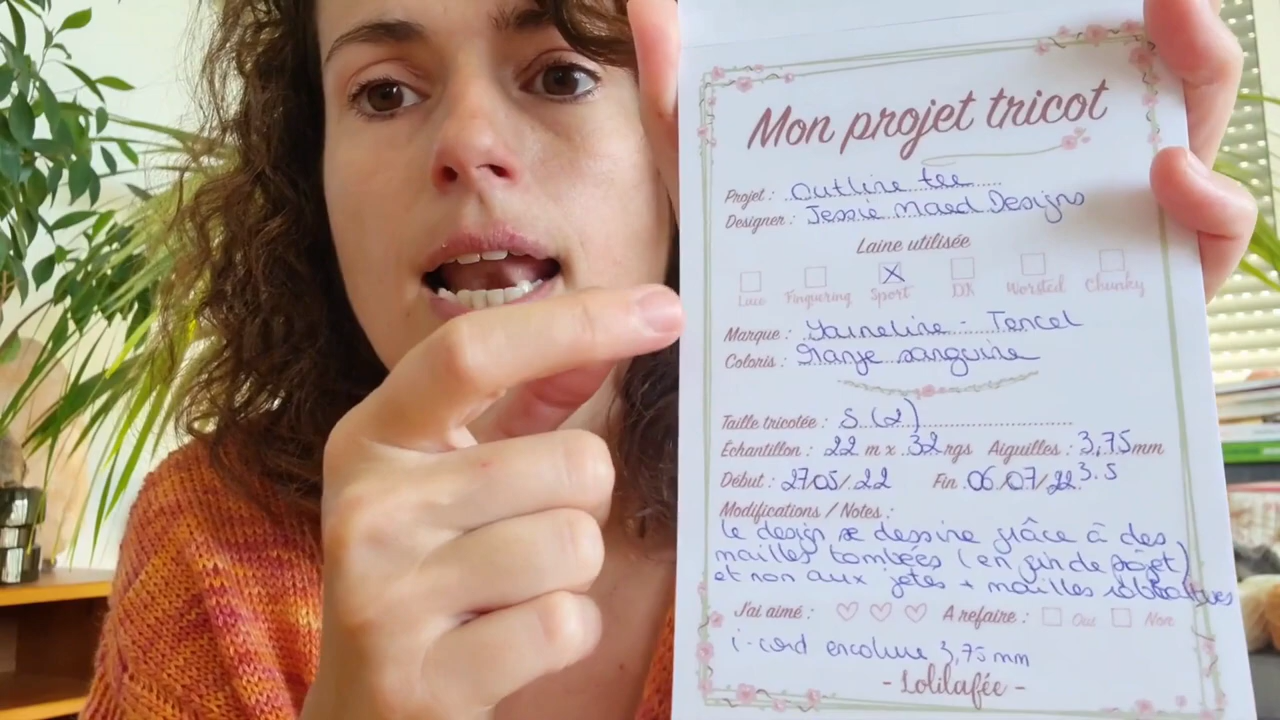 Mon projet tricot
Projet : Outline tee
Designer : Jessie Maed Designs
Laine utilisée
Lace Fingering Sport DK Worsted Chunky
Marque : Yarneline - Tencel
Coloris : Orange sanguine
Taille tricotée : S (2)
Échantillon : 22 m x 32 rgs Aiguilles : 3,75 mm
Début : 27/05/22 Fin : 06/07/22 3.5
Modifications / Notes :
le design se dessine grâce à des
mailles tombées (en fin de projet)
et non aux jetés + mailles
J'ai aimé : A refaire : Oui Non
i-cord encolure 3,75 mm
- Lolilafée -